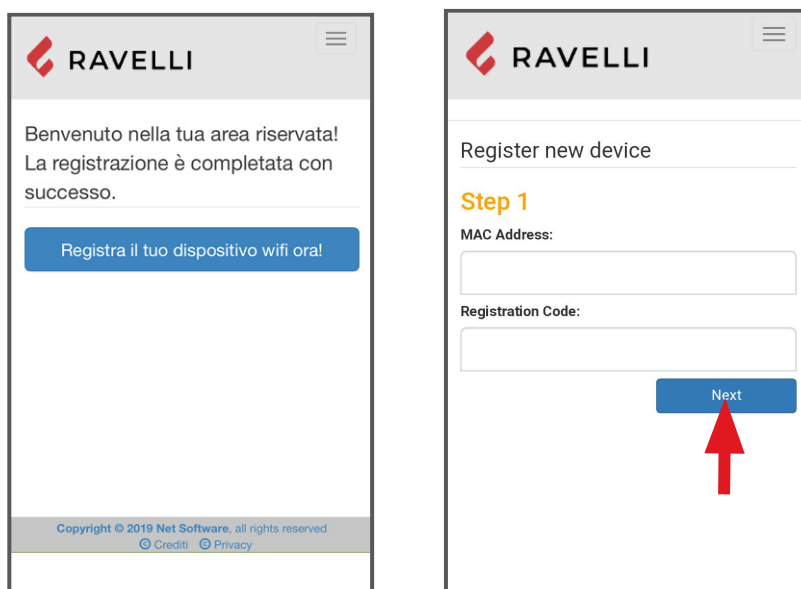 RAVELLI
Benvenuto nella tua area riservata!
La registrazione è completata con
successo.
Registra il tuo dispositivo wifi ora!
Copyright © 2019 Net Software, all rights reserved
© Crediti © Privacy
RAVELLI
Register new device
Step 1
MAC Address:
Registration Code:
Next